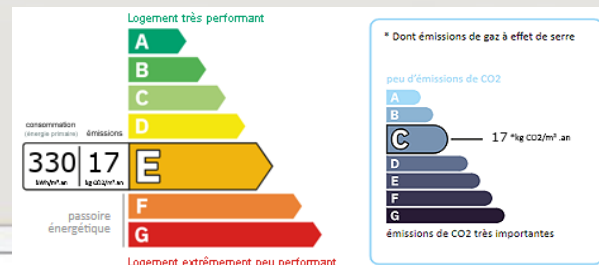 Logement très performant
A
B
C
D
consommation
(énergie primaire)
émissions
330
17
kWh/m².an
kg CO2/m².an
E
F
passoire
énergétique
G
Logement extrêmement peu performant
* Dont émissions de gaz à effet de serre
peu d'émissions de CO2
A
B
C
17 *kg CO2/m².an
D
E
F
G
émissions de CO2 très importantes